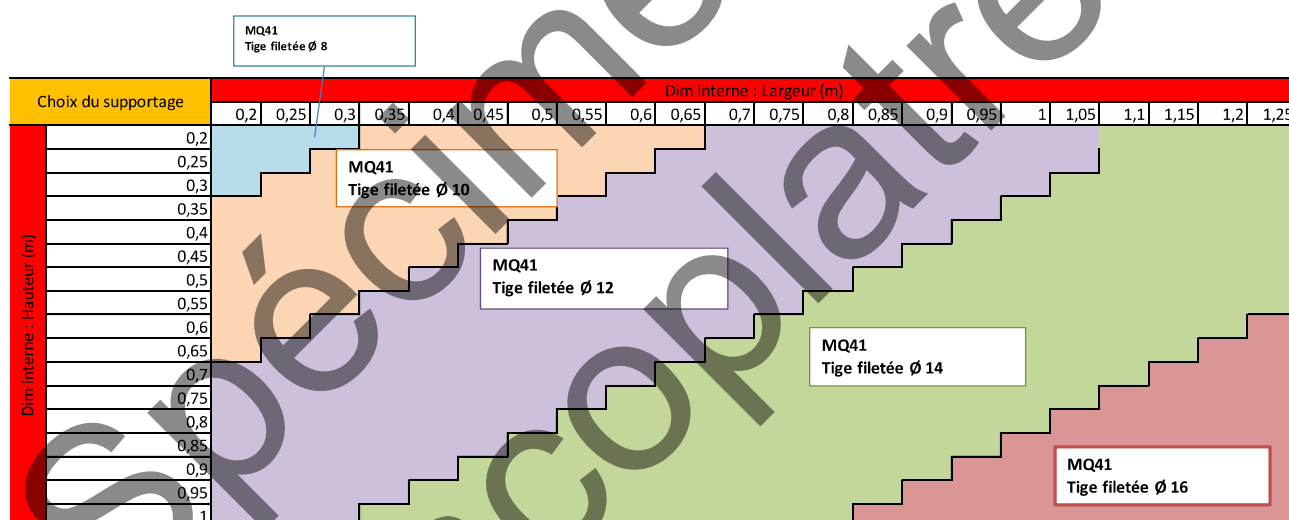 MQ41
Tige filetée Ø 8
Choix du supportage
Dim interne : Largeur (m)
0,2 0,25 0,3 0,35 0,4 0,45 0,5 0,55 0,6 0,65 0,7 0,75 0,8 0,85 0,9 0,95 1 1,05 1,1 1,15 1,2 1,25
Dim interne : Hauteur (m)
0,2
0,25
0,3
0,35
0,4
0,45
0,5
0,55
0,6
0,65
0,7
0,75
0,8
0,85
0,9
0,95
1
MQ41
Tige filetée Ø 10
MQ41
Tige filetée Ø 12
MQ41
Tige filetée Ø 14
MQ41
Tige filetée Ø 16
Spécime
coplatre